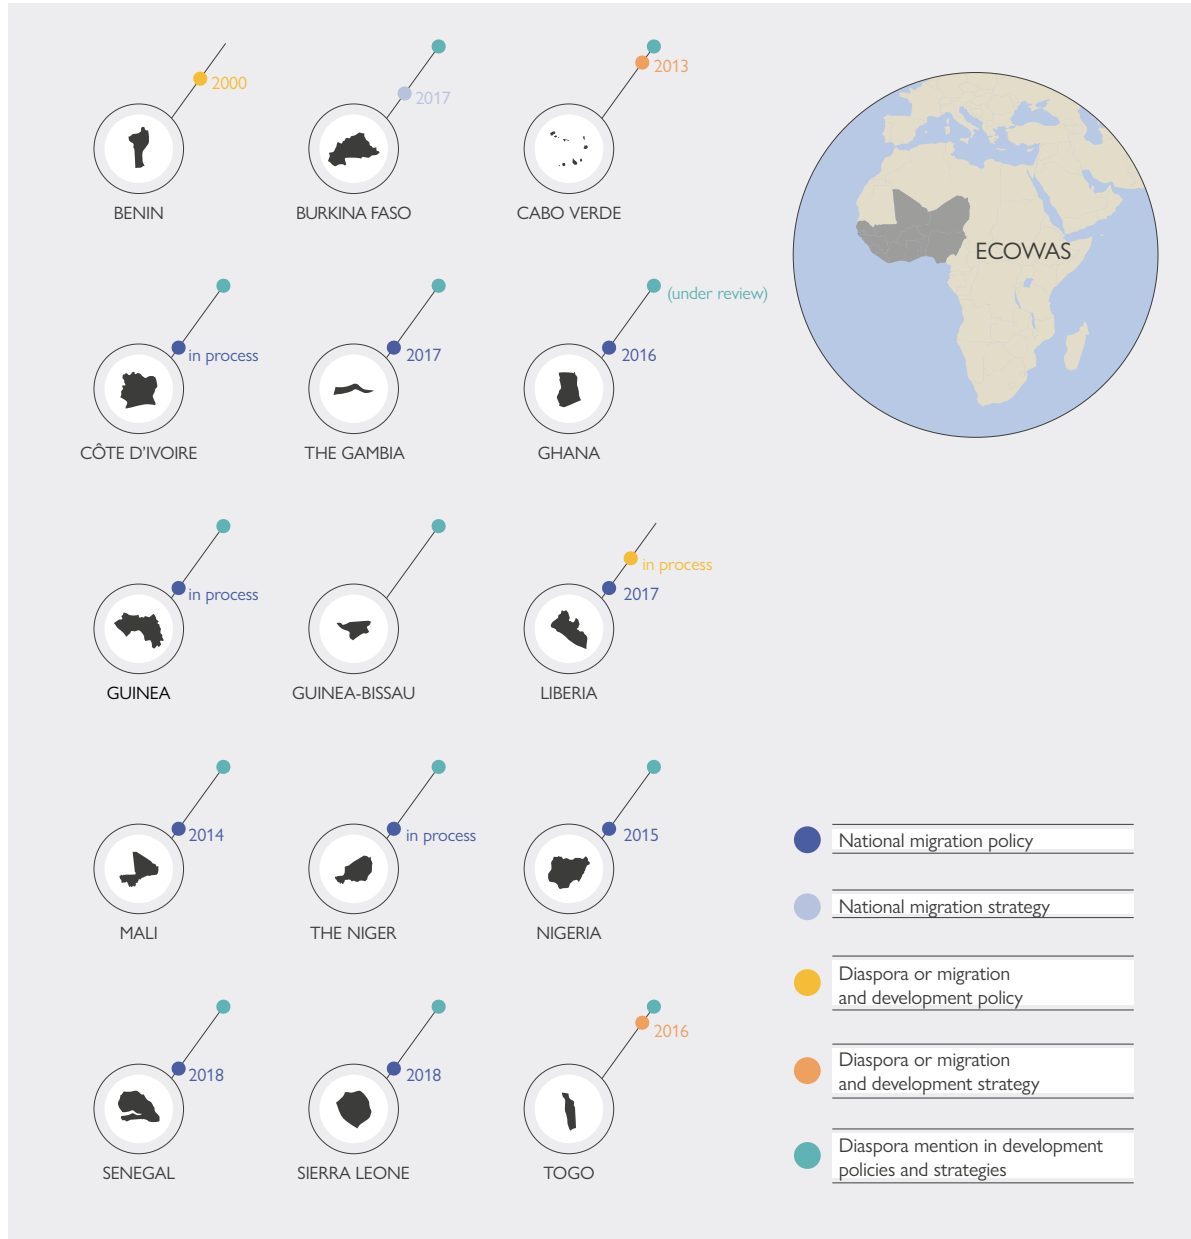 2000
BENIN
2017
BURKINA FASO
2013
CABO VERDE
ECOWAS
in process
CÔTE D'IVOIRE
2017
THE GAMBIA
(under review)
2016
GHANA
in process
GUINEA
GUINEA-BISSAU
in process
2017
LIBERIA
2014
MALI
in process
THE NIGER
2015
NIGERIA
2018
SENEGAL
2018
SIERRA LEONE
2016
TOGO
National migration policy
National migration strategy
Diaspora or migration
and development policy
Diaspora or migration
and development strategy
Diaspora mention in development
policies and strategies